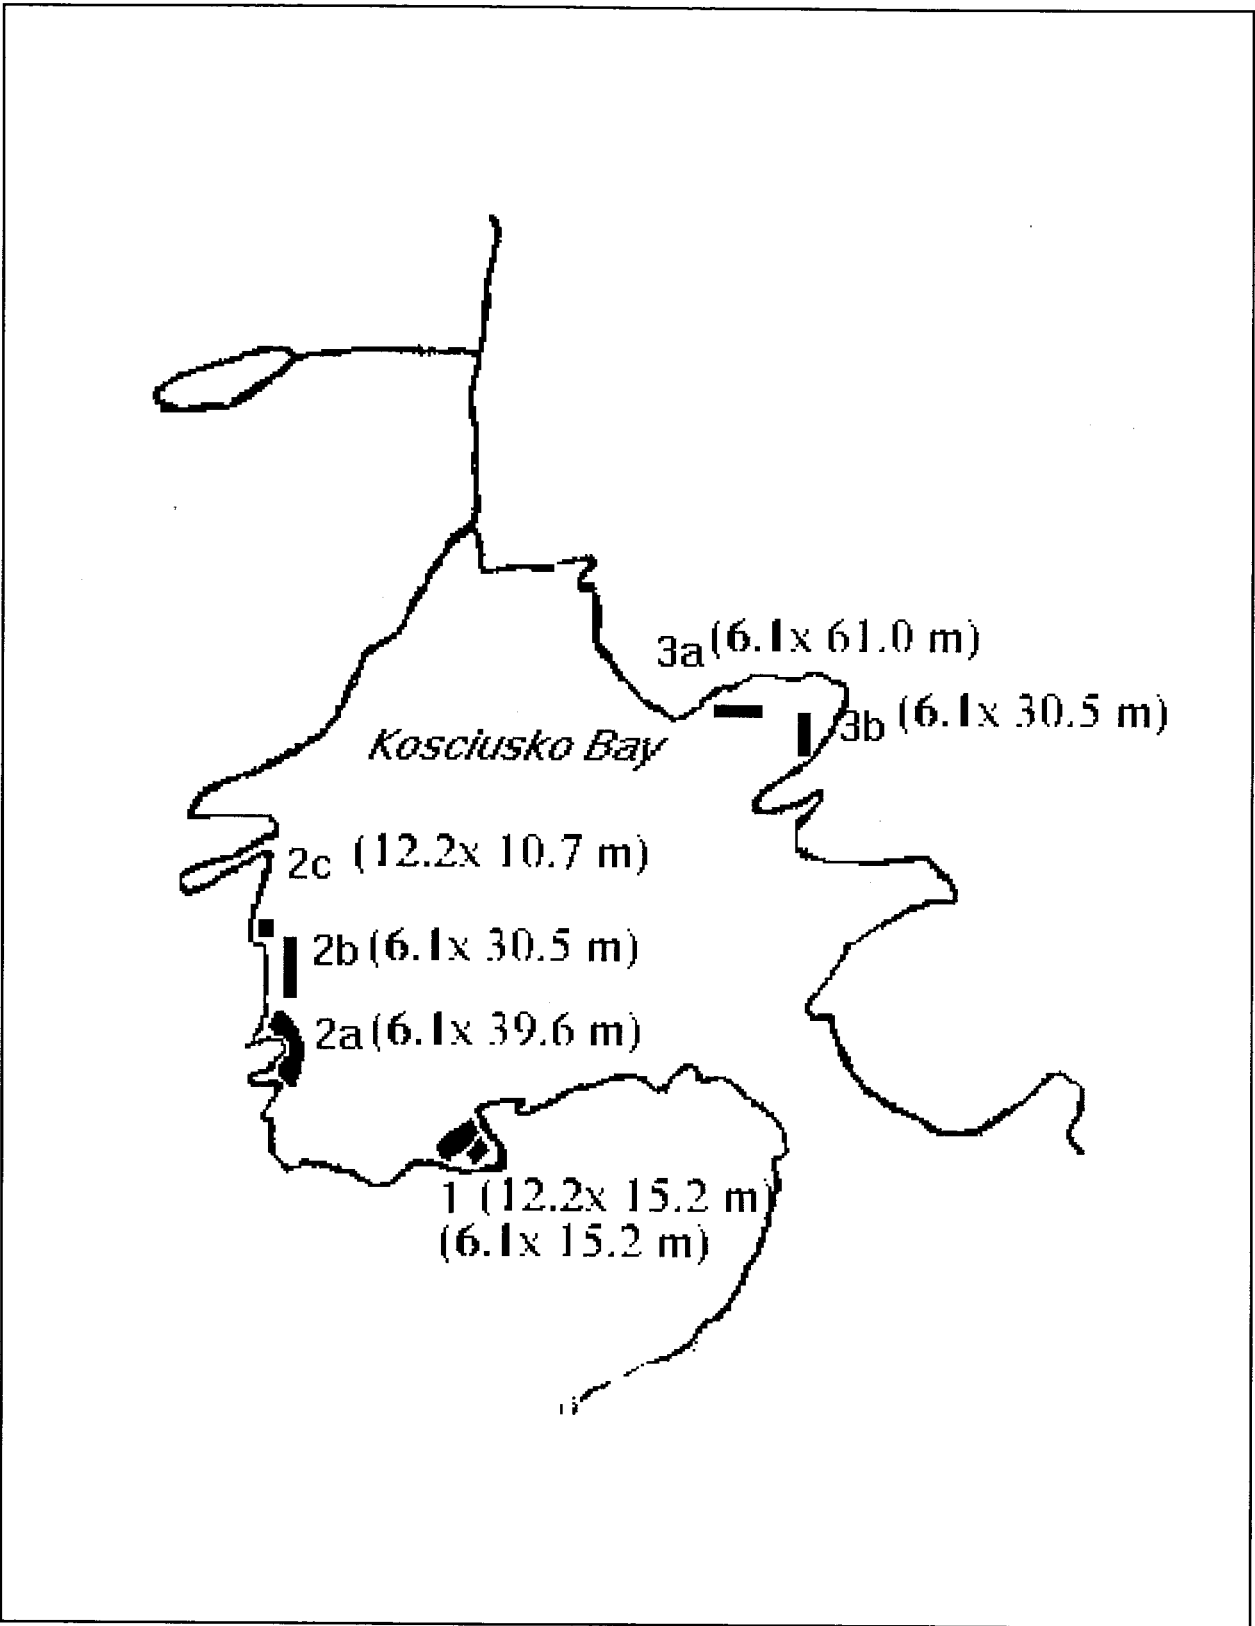 3a (6.1x 61.0 m)
3b (6.1x 30.5 m)
Kosciusko Bay
2c (12.2x 10.7 m)
2b (6.1x 30.5 m)
2a (6.1x 39.6 m)
1 (12.2x 15.2 m)
(6.1x 15.2 m)